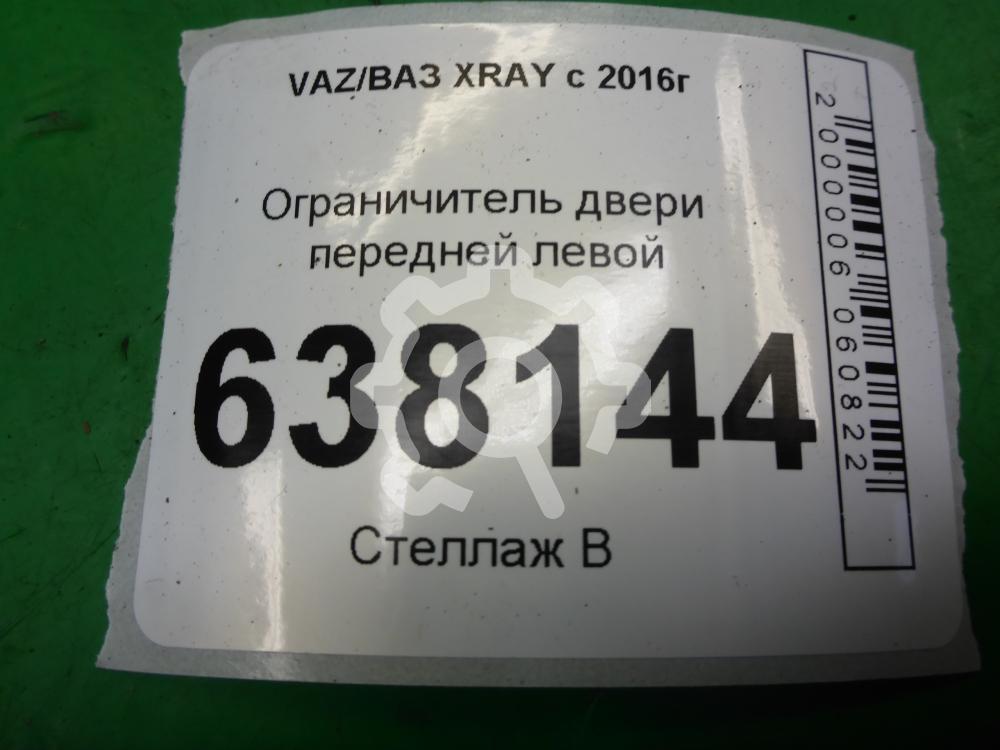 VAZ/ВАЗ XRAY с 2016г
Ограничитель двери
передней левой
638144
Стеллаж В
2000006060822